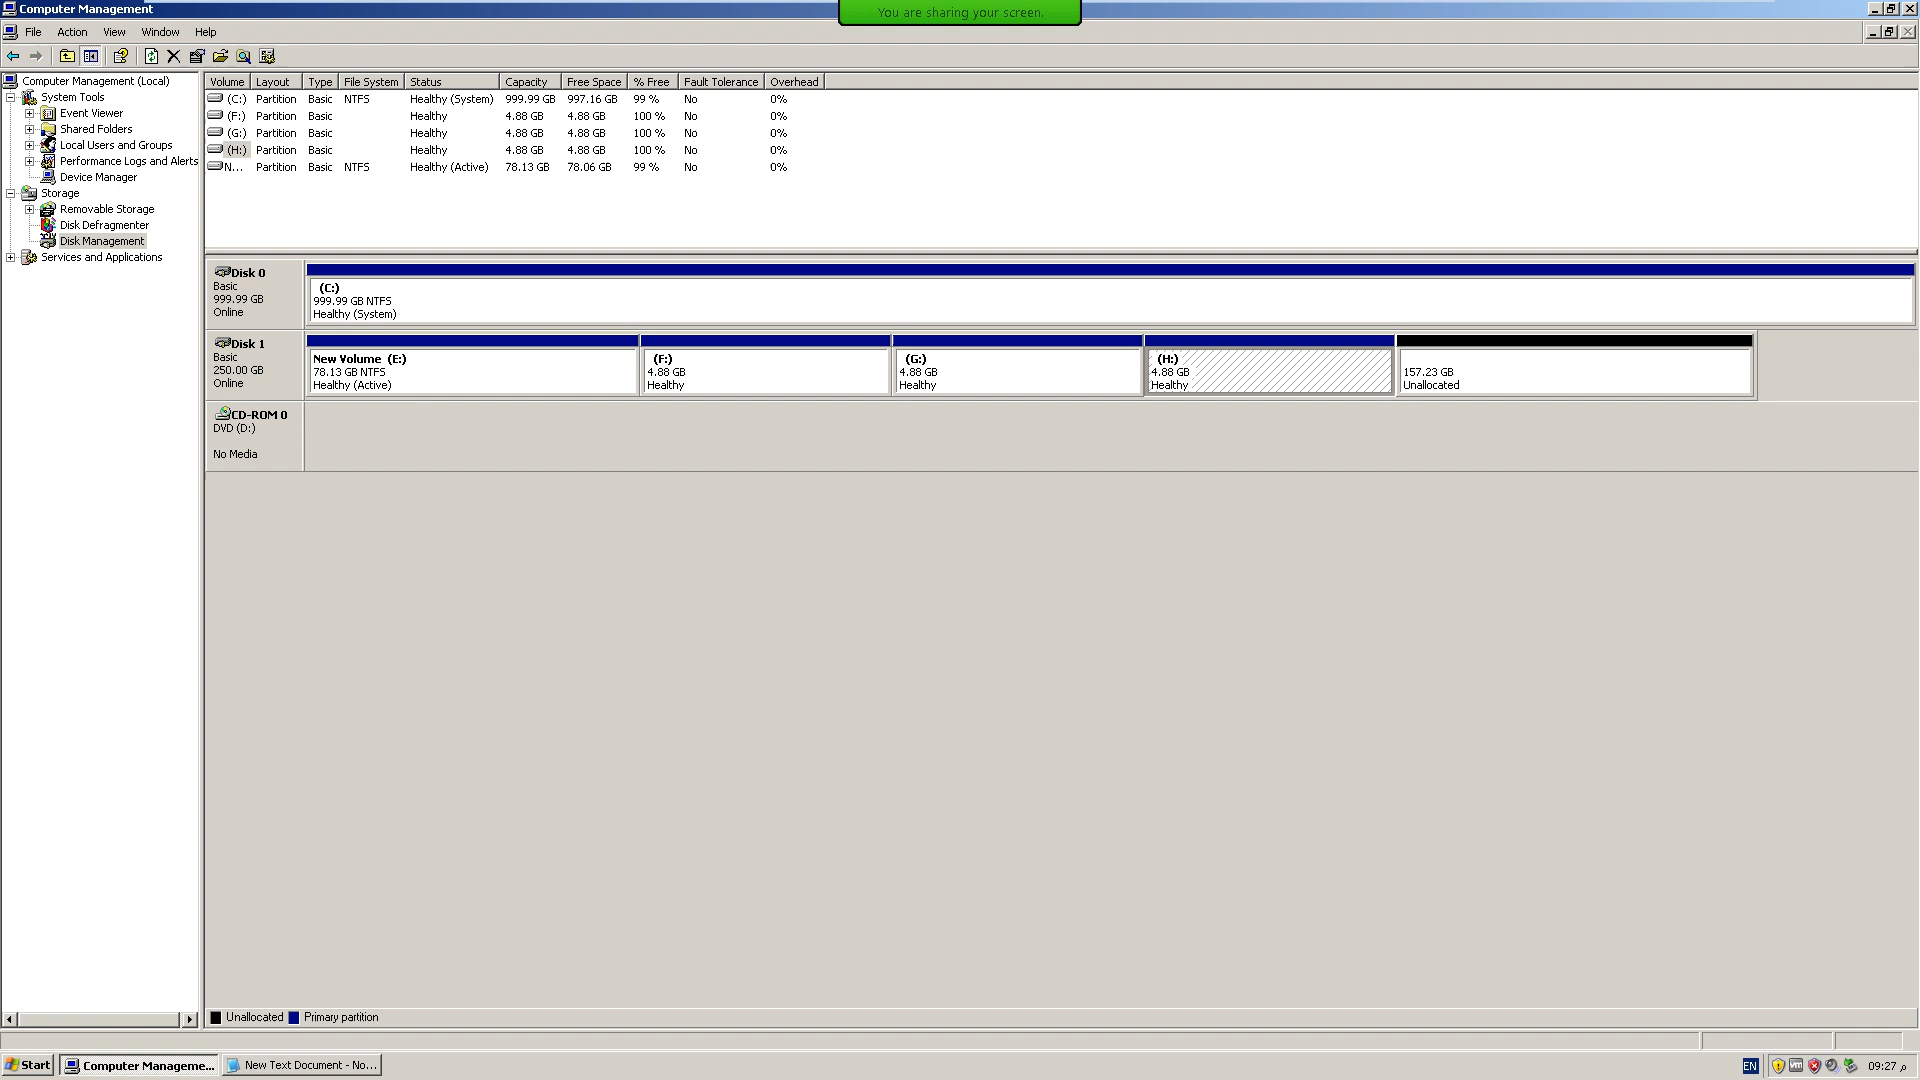 Computer Management
You are sharing your screen.
File Action View Window Help
Computer Management (Local)
System Tools
Event Viewer
Shared Folders
Local Users and Groups
Performance Logs and Alerts
Device Manager
Storage
Removable Storage
Disk Defragmenter
Disk Management
Services and Applications
Volume Layout Type File System Status Capacity Free Space % Free Fault Tolerance Overhead
(C:) Partition Basic NTFS Healthy (System) 999.99 GB 997.16 GB 99 % No 0%
(F:) Partition Basic Healthy 4.88 GB 4.88 GB 100 % No 0%
(G:) Partition Basic Healthy 4.88 GB 4.88 GB 100 % No 0%
(H:) Partition Basic Healthy 4.88 GB 4.88 GB 100 % No 0%
N... Partition Basic NTFS Healthy (Active) 78.13 GB 78.06 GB 99 % No 0%
Disk 0
Basic
999.99 GB
Online
(C:)
999.99 GB NTFS
Healthy (System)
Disk 1
Basic
250.00 GB
Online
New Volume (E:)
78.13 GB NTFS
Healthy (Active)
(F:)
4.88 GB
Healthy
(G:)
4.88 GB
Healthy
(H:)
4.88 GB
Healthy
157.23 GB
Unallocated
CD-ROM 0
DVD (D:)
No Media
Unallocated Primary partition
Start Computer Manageme... New Text Document - No... EN 09:27 م